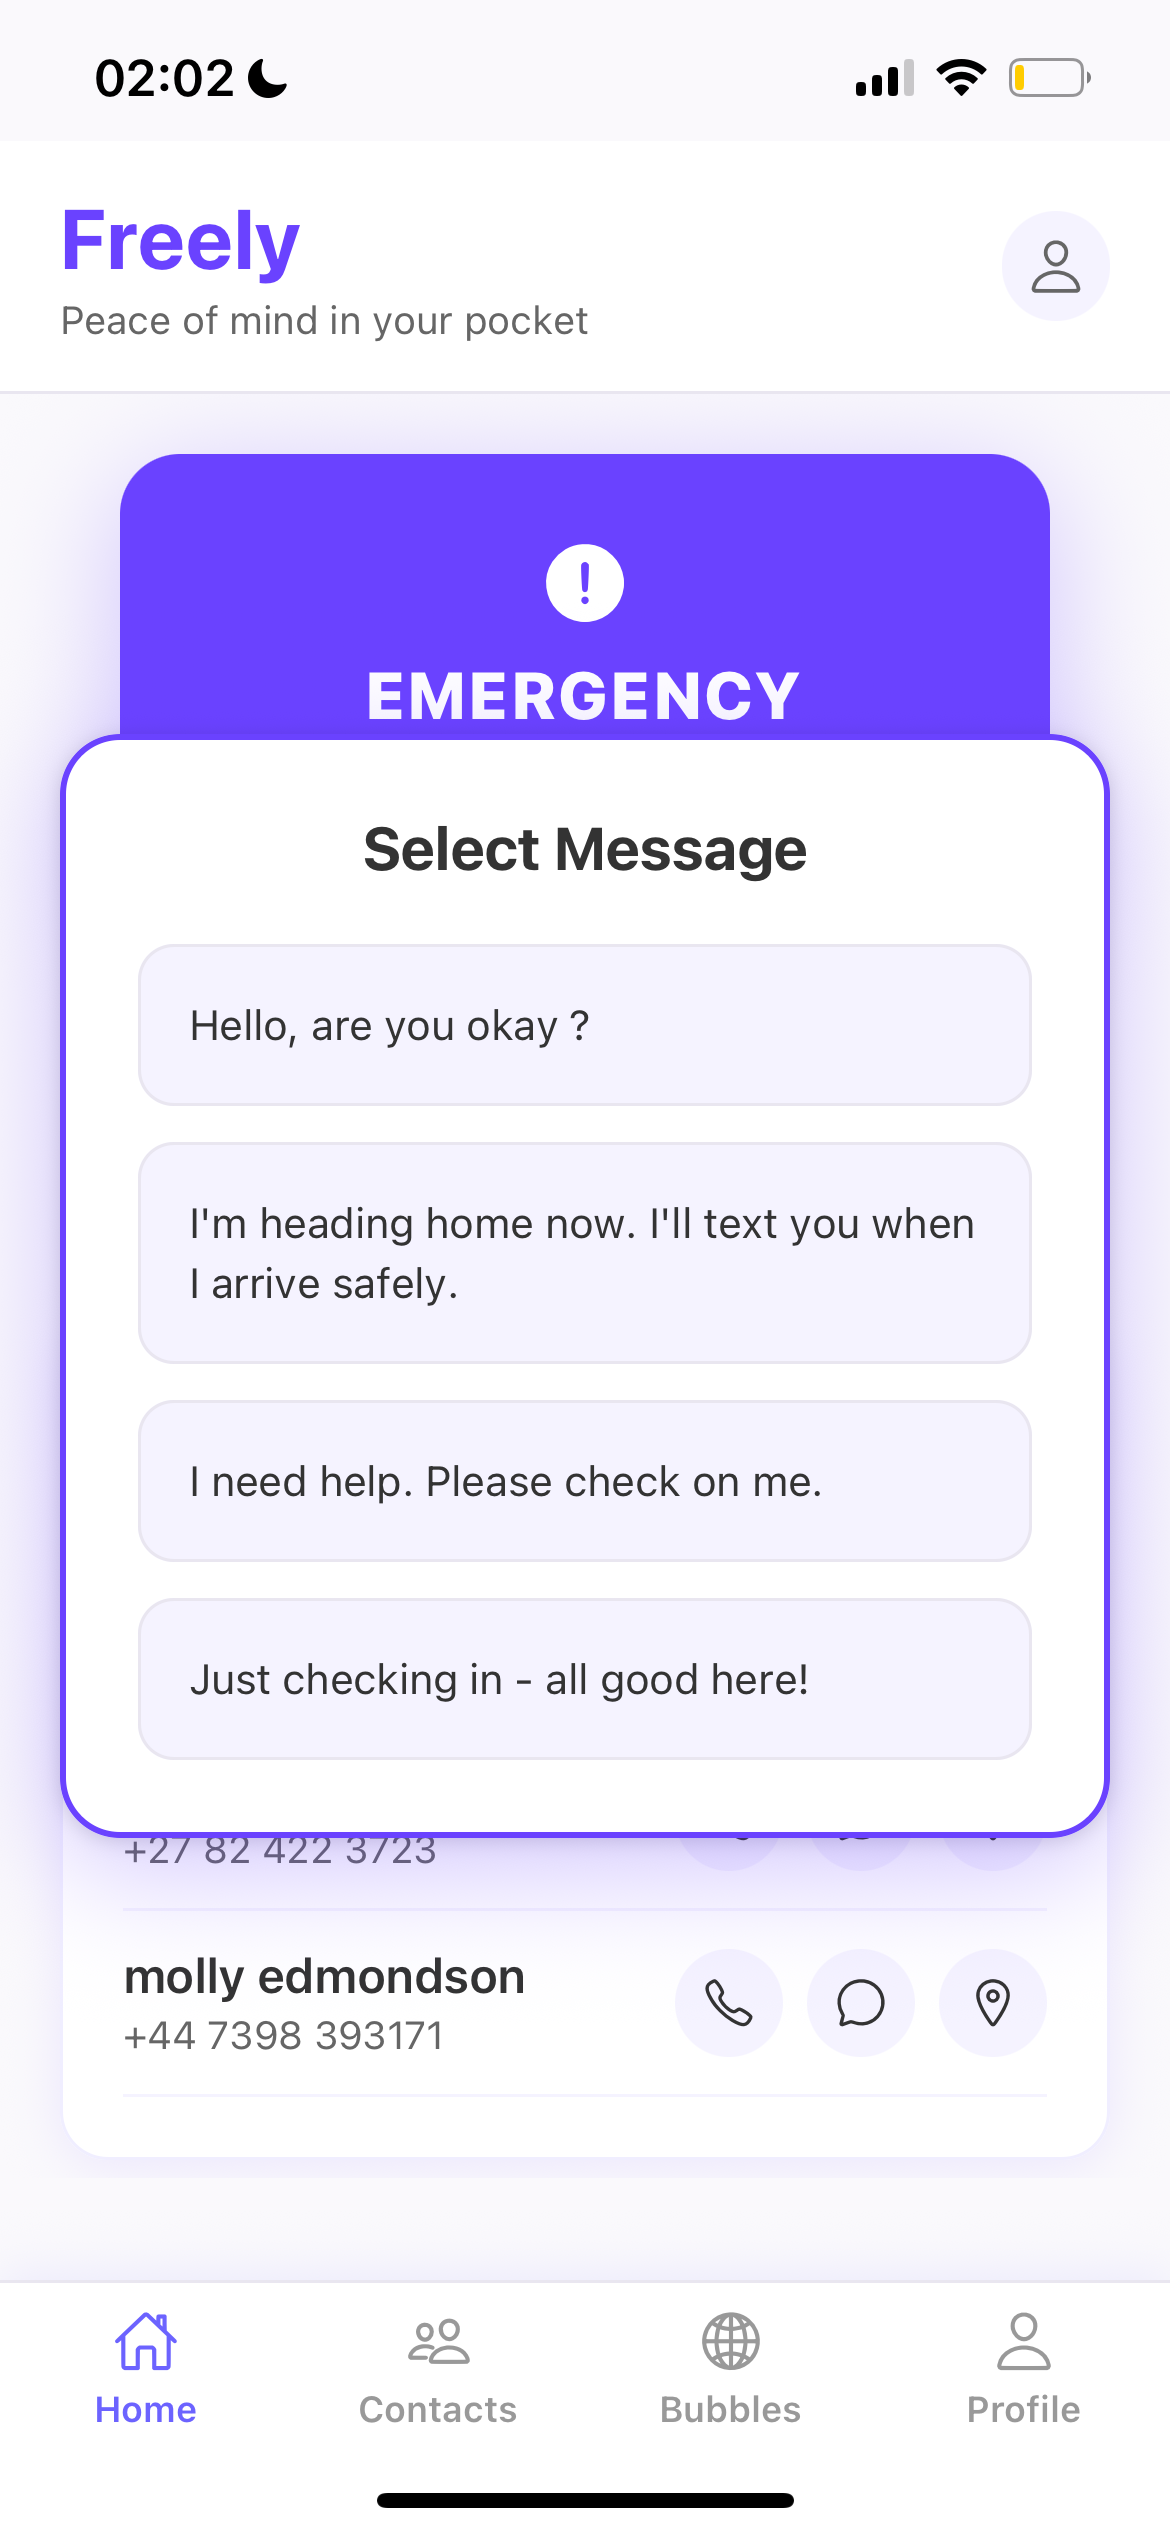 02:02
Freely
Peace of mind in your pocket
EMERGENCY
Select Message
Hello, are you okay ?
I'm heading home now. I'll text you when
I arrive safely.
I need help. Please check on me.
Just checking in - all good here!
+27 82 422 3723
molly edmondson
+44 7398 393171
Home
Contacts
Bubbles
Profile